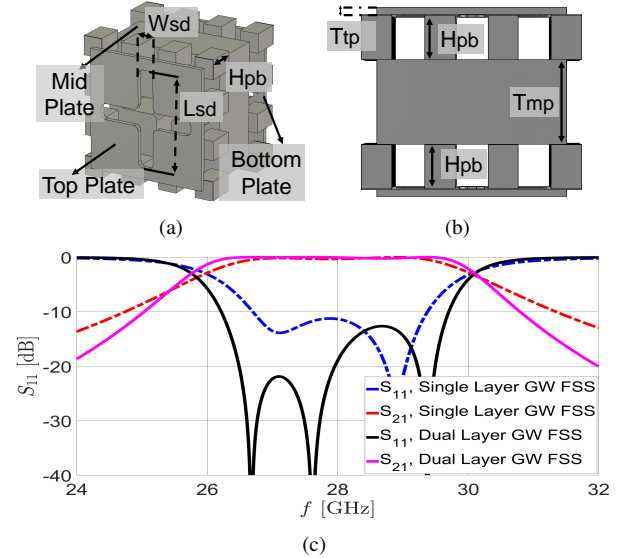 Wsd
Hpb
Mid
Plate
Lsd
Top Plate
Bottom
Plate
(a)
Ttp
Hpb
Tmp
Hpb
(b)
0
-10
-20
-30
-40
S11 [dB]
S11, Single Layer GW FSS
S21, Single Layer GW FSS
S11, Dual Layer GW FSS
S21, Dual Layer GW FSS
24 26 28 30 32
f [GHz]
(c)